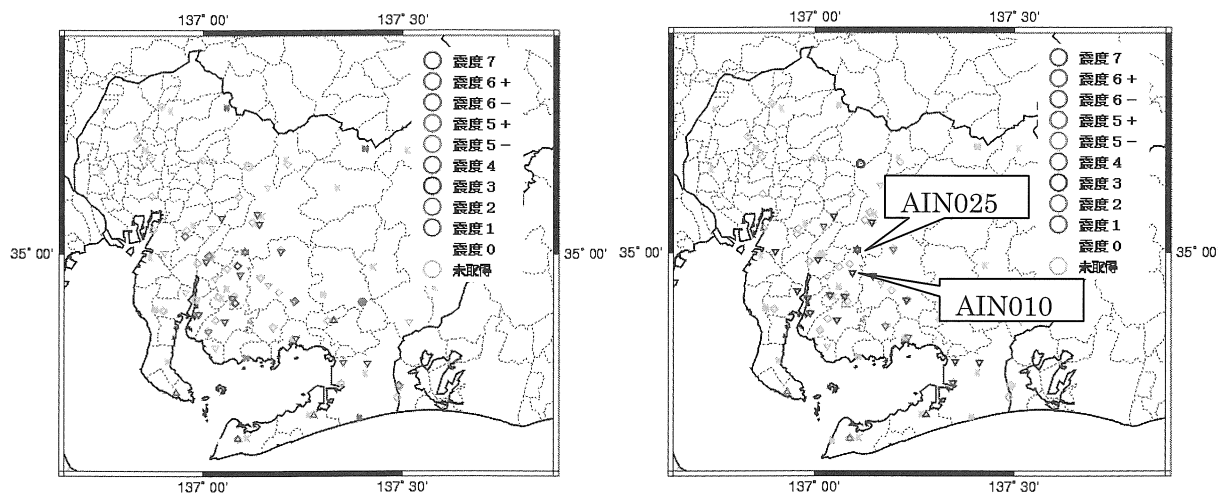 137° 00'
137° 30'
震度7
震度6+
震度6-
震度5+
震度5-
震度4
震度3
震度2
震度1
震度0
未取得
35° 00'
35° 00'
137° 00'
137° 30'
137° 00'
137° 30'
震度7
震度6+
震度6-
震度5+
震度5-
震度4
震度3
震度2
震度1
震度0
未取得
AIN025
AIN010
35° 00'
35° 00
137° 00'
137° 30'